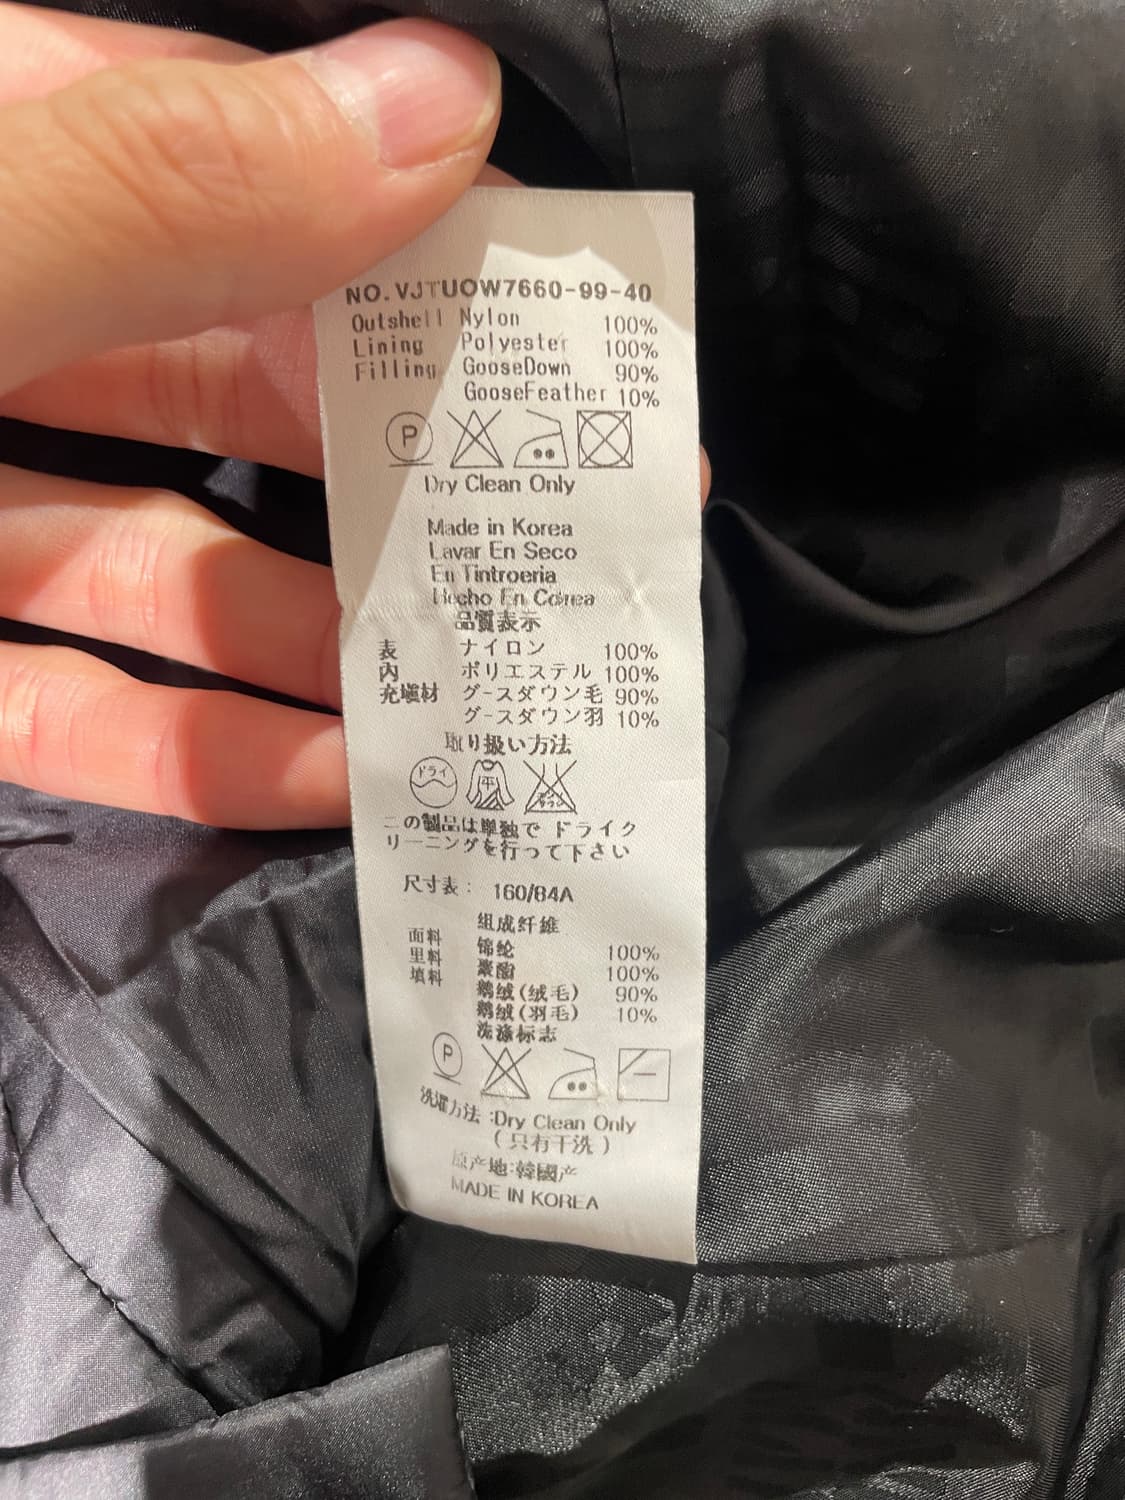 NO. VJTUOW7660-99-40
Outshell Nylon 100%
Lining Polyester 100%
Filling GooseDown 90%
GooseFeather 10%
P
Dry Clean Only
Made in Korea
Lavar En Seco
En Tintroeria
Hecho En Corea
品質表示
表 ナイロン 100%
内 ポリエステル 100%
充塡材 グースダウン毛 90%
グースダウン羽 10%
取り扱い方法
ドライ 平
この製品は単独で ドライク
リーニングを行って下さい
尺寸表: 160/84A
组成纤维
面料 锦纶 100%
里料 聚酯 100%
填料 鹅绒(绒毛) 90%
鹅绒(羽毛) 10%
洗涤标志
P
洗濯方法 :Dry Clean Only
(只有干洗)
原产地:韓國产
MADE IN KOREA